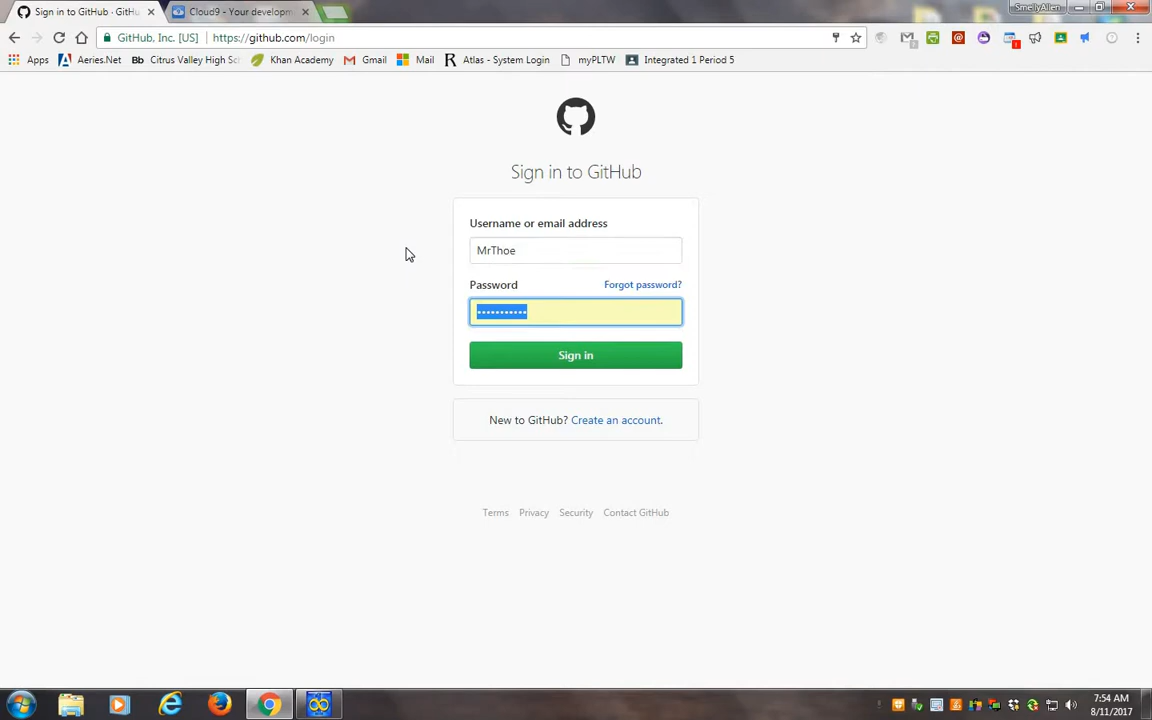 Sign in to GitHub · GitHu
Cloud9 - Your developm
SmellyAllen
GitHub, Inc. [US]
https://github.com/login
Apps
Aeries.Net
Bb Citrus Valley High Sc
Khan Academy
Gmail
Mail
R Atlas - System Login
myPLTW
Integrated 1 Period 5
Sign in to GitHub
Username or email address
MrThoe
Password
Forgot password?
•••••••••••
Sign in
New to GitHub? Create an account.
Terms
Privacy
Security
Contact GitHub
7:54 AM
8/11/2017